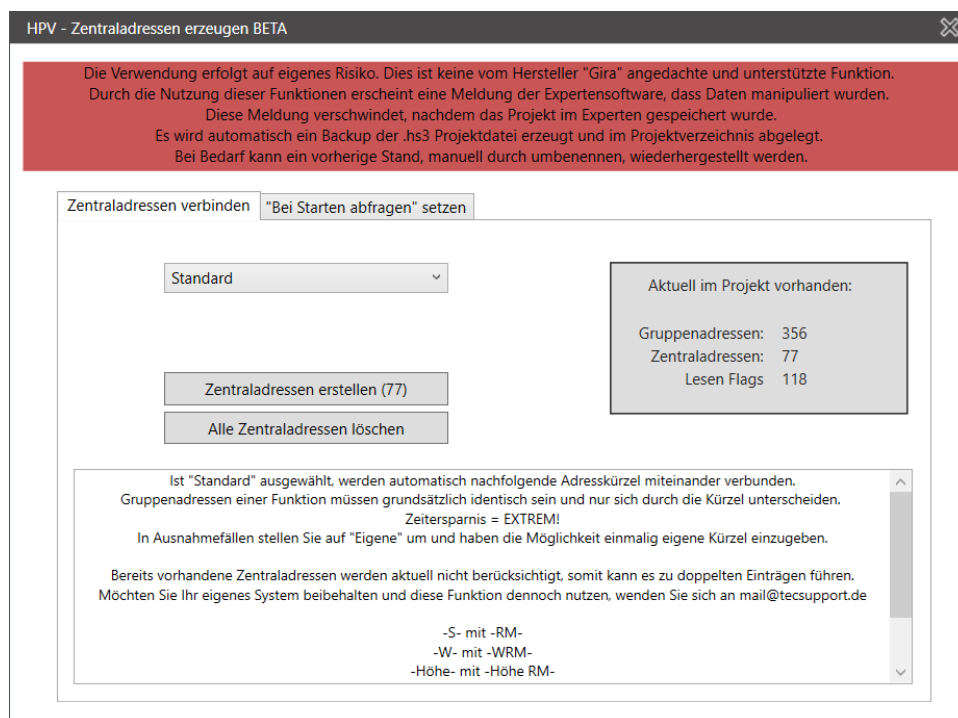 HPV - Zentraladressen erzeugen BETA
Die Verwendung erfolgt auf eigenes Risiko. Dies ist keine vom Hersteller "Gira" angedachte und unterstützte Funktion.
Durch die Nutzung dieser Funktionen erscheint eine Meldung der Expertensoftware, dass Daten manipuliert wurden.
Diese Meldung verschwindet, nachdem das Projekt im Experten gespeichert wurde.
Es wird automatisch ein Backup der .hs3 Projektdatei erzeugt und im Projektverzeichnis abgelegt.
Bei Bedarf kann ein vorherige Stand, manuell durch umbenennen, wiederhergestellt werden.
Zentraladressen verbinden
"Bei Starten abfragen" setzen
Standard
Aktuell im Projekt vorhanden:
Gruppenadressen: 356
Zentraladressen: 77
Lesen Flags 118
Zentraladressen erstellen (77)
Alle Zentraladressen löschen
Ist "Standard" ausgewählt, werden automatisch nachfolgende Adresskürzel miteinander verbunden.
Gruppenadressen einer Funktion müssen grundsätzlich identisch sein und nur sich durch die Kürzel unterscheiden.
Zeitersparnis = EXTREM!
In Ausnahmefällen stellen Sie auf "Eigene" um und haben die Möglichkeit einmalig eigene Kürzel einzugeben.
Bereits vorhandene Zentraladressen werden aktuell nicht berücksichtigt, somit kann es zu doppelten Einträgen führen.
Möchten Sie Ihr eigenes System beibehalten und diese Funktion dennoch nutzen, wenden Sie sich an mail@tecsupport.de
-S- mit -RM-
-W- mit -WRM-
-Höhe- mit -Höhe RM-